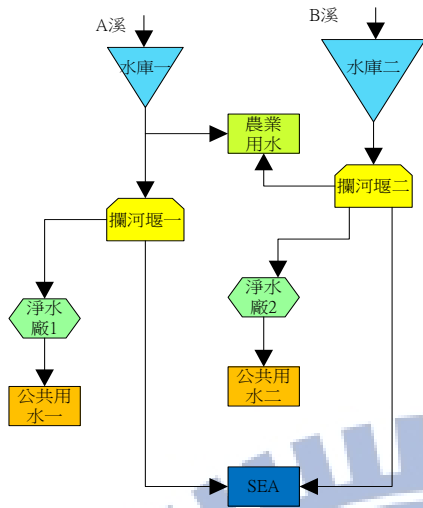 A溪
B溪
水庫一
水庫二
農業
用水
攔河堰一
攔河堰二
淨水
廠1
淨水
廠2
公共用
水一
公共用
水二
SEA